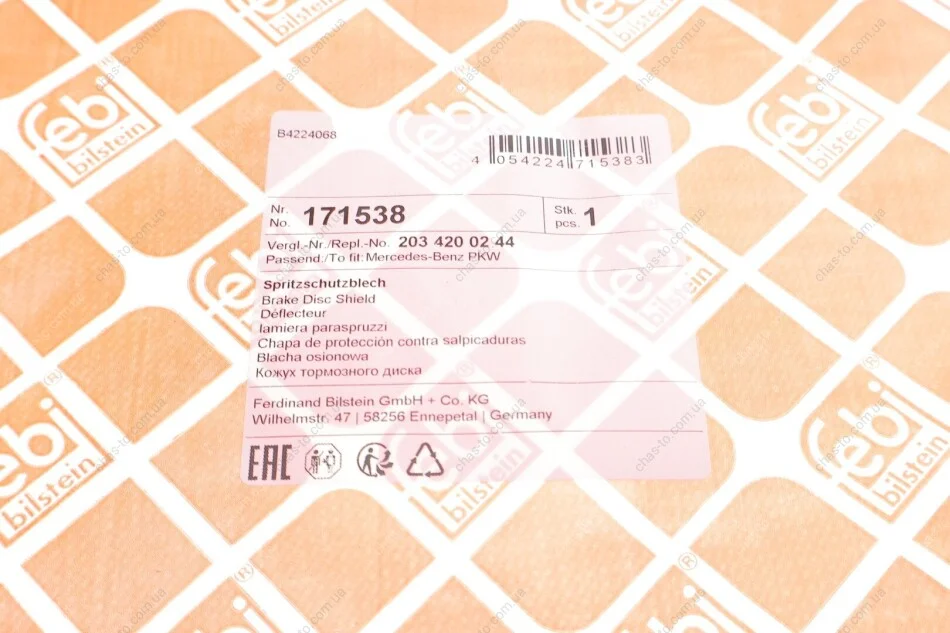 febi
bilstein
B4224068
4 054224 715383
Nr.
No. 171538
Stk.
pcs. 1
Vergl.-Nr./Repl.-No. 203 420 02 44
Passend:/To fit: Mercedes-Benz PKW
Spritzschutzblech
Brake Disc Shield
Déflecteur
lamiera paraspruzzi
Chapa de protección contra salpicaduras
Blacha osionowa
Кожух тормозного диска
Ferdinand Bilstein GmbH + Co. KG
Wilhelmstr. 47 | 58256 Ennepetal | Germany
EAC
chas-to.com.ua